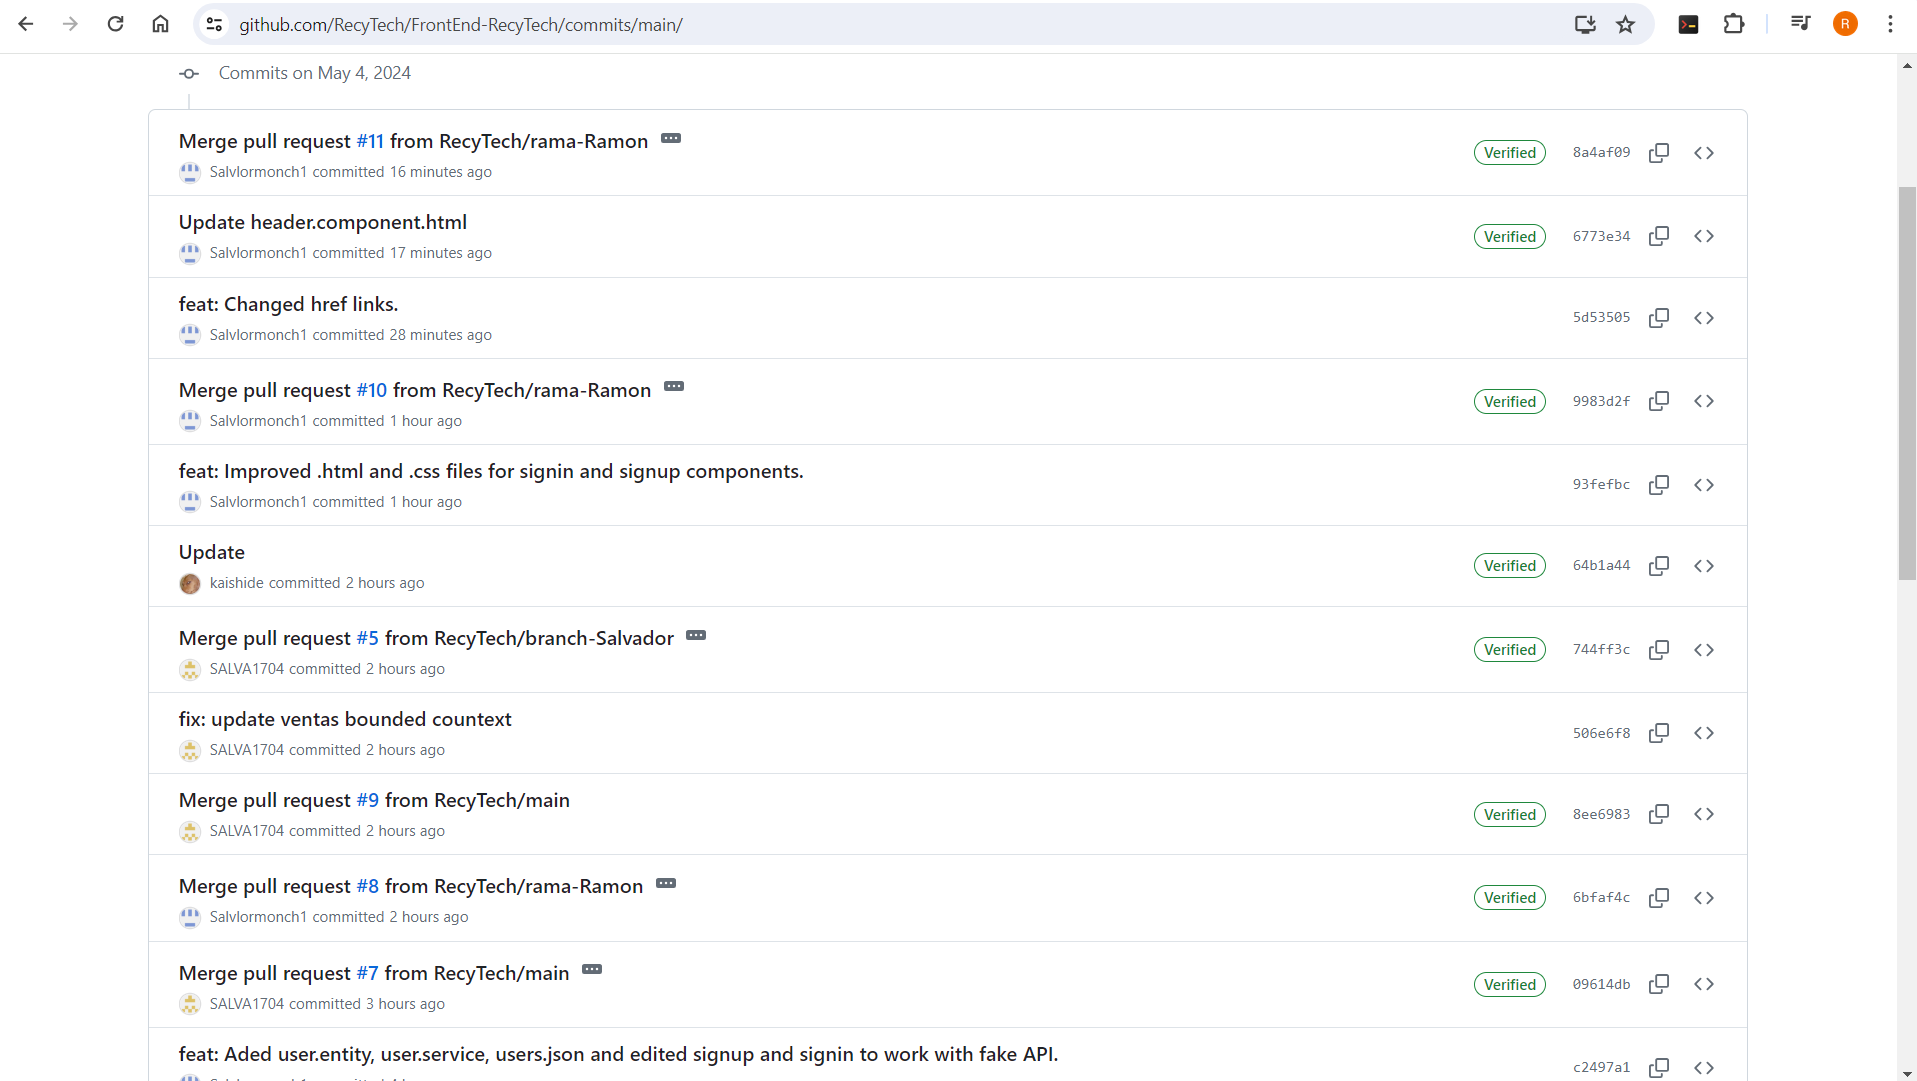 github.com/RecyTech/FrontEnd-RecyTech/commits/main/
R
Commits on May 4, 2024
Merge pull request #11 from RecyTech/rama-Ramon
Salvlormonch1 committed 16 minutes ago
Verified 8a4af09
Update header.component.html
Salvlormonch1 committed 17 minutes ago
Verified 6773e34
feat: Changed href links.
Salvlormonch1 committed 28 minutes ago
5d53505
Merge pull request #10 from RecyTech/rama-Ramon
Salvlormonch1 committed 1 hour ago
Verified 9983d2f
feat: Improved .html and .css files for signin and signup components.
Salvlormonch1 committed 1 hour ago
93fefbc
Update
kaishide committed 2 hours ago
Verified 64b1a44
Merge pull request #5 from RecyTech/branch-Salvador
SALVA1704 committed 2 hours ago
Verified 744ff3c
fix: update ventas bounded countext
SALVA1704 committed 2 hours ago
506e6f8
Merge pull request #9 from RecyTech/main
SALVA1704 committed 2 hours ago
Verified 8ee6983
Merge pull request #8 from RecyTech/rama-Ramon
Salvlormonch1 committed 2 hours ago
Verified 6bfaf4c
Merge pull request #7 from RecyTech/main
SALVA1704 committed 3 hours ago
Verified 09614db
feat: Aded user.entity, user.service, users.json and edited signup and signin to work with fake API.
c2497a1